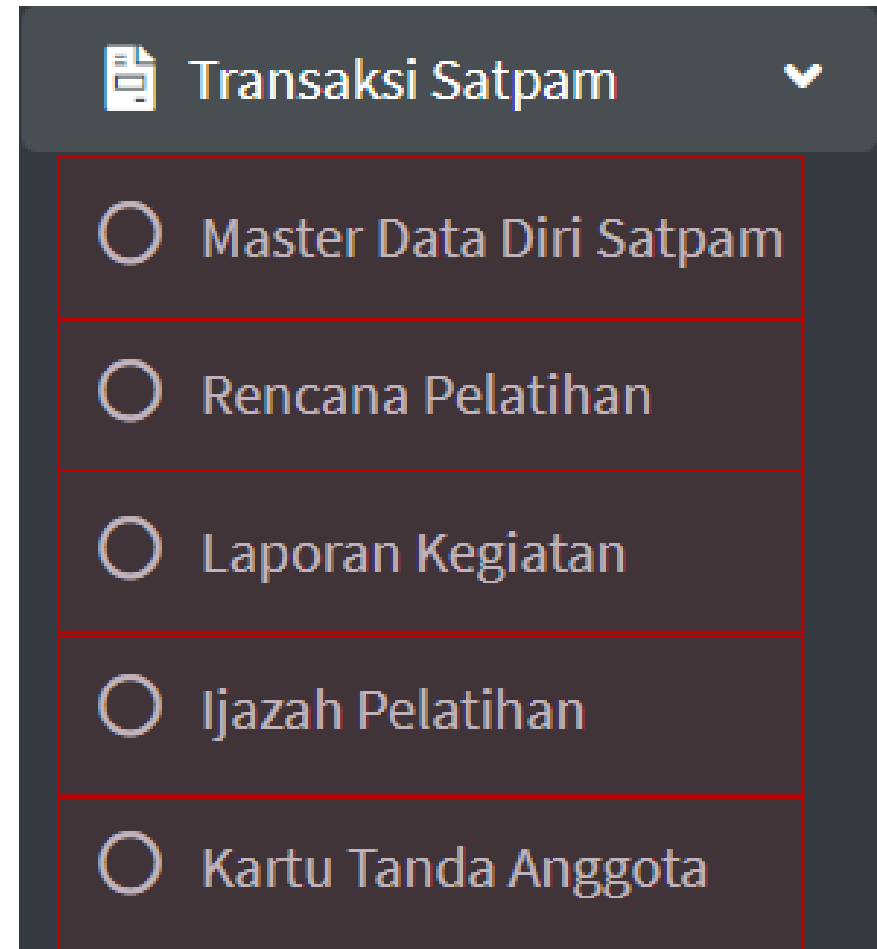 Transaksi Satpam
Master Data Diri Satpam
Rencana Pelatihan
Laporan Kegiatan
Ijazah Pelatihan
Kartu Tanda Anggota